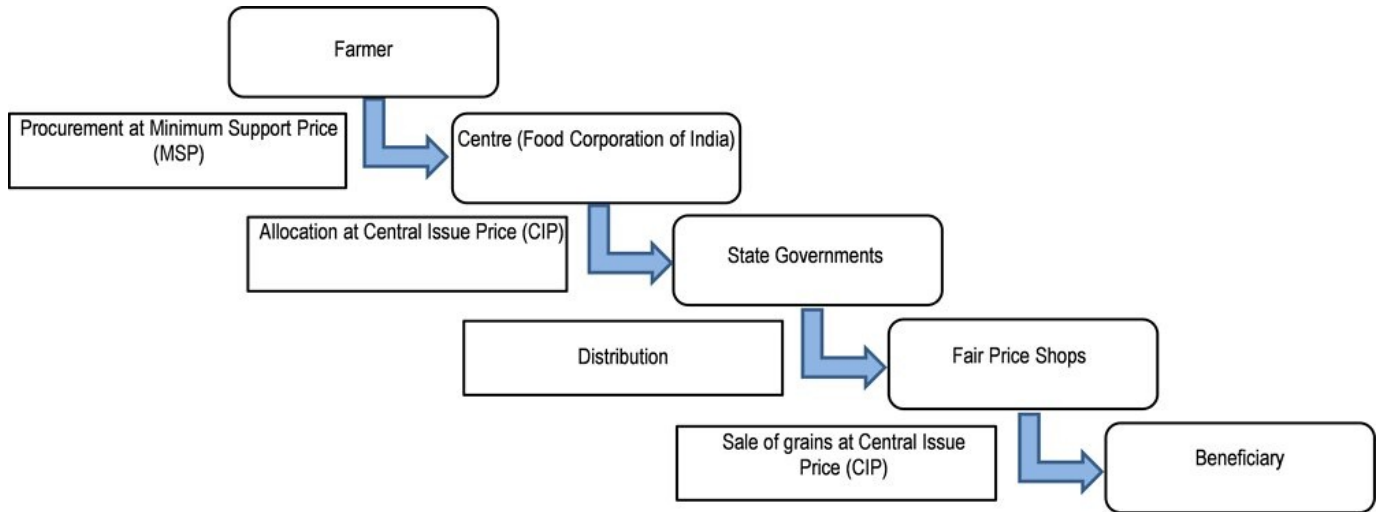 Farmer
Procurement at Minimum Support Price
(MSP)
Centre (Food Corporation of India)
Allocation at Central Issue Price (CIP)
State Governments
Distribution
Fair Price Shops
Sale of grains at Central Issue
Price (CIP)
Beneficiary